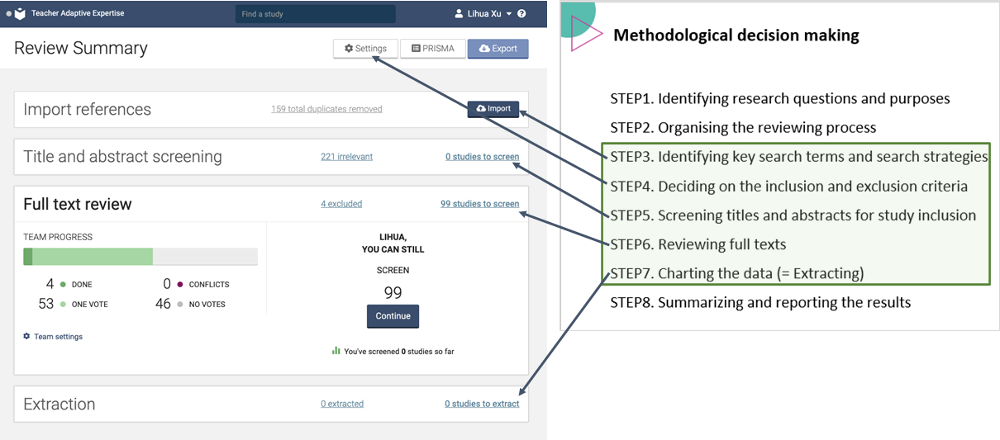 Teacher Adaptive Expertise
Find a study
Lihua Xu
Review Summary
Settings
PRISMA
Export
Import references
159 total duplicates removed
Import
Title and abstract screening
221 irrelevant
0 studies to screen
Full text review
4 excluded
99 studies to screen
TEAM PROGRESS
4 DONE
0 CONFLICTS
53 ONE VOTE
46 NO VOTES
Team settings
LIHUA,
YOU CAN STILL
SCREEN
99
Continue
You've screened 0 studies so far
Extraction
0 extracted
0 studies to extract
Methodological decision making
STEP1. Identifying research questions and purposes
STEP2. Organising the reviewing process
STEP3. Identifying key search terms and search strategies
STEP4. Deciding on the inclusion and exclusion criteria
STEP5. Screening titles and abstracts for study inclusion
STEP6. Reviewing full texts
STEP7. Charting the data (= Extracting)
STEP8. Summarizing and reporting the results